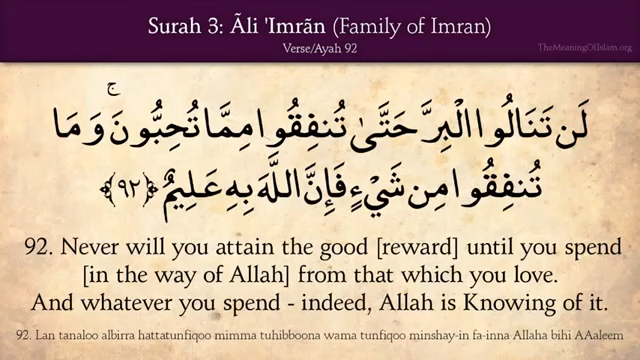 Surah 3: Ãli 'Imrãn (Family of Imran)
Verse/Ayah 92
TheMeaningOfIslam.org
لَن تَنَالُوا الْبِرَّ حَتَّىٰ تُنفِقُوا مِمَّا تُحِبُّونَ ۚ وَمَا
تُنفِقُوا مِن شَيْءٍ فَإِنَّ اللَّهَ بِهِ عَلِيمٌ ﴿٩٢﴾
92. Never will you attain the good [reward] until you spend
[in the way of Allah] from that which you love.
And whatever you spend - indeed, Allah is Knowing of it.
92. Lan tanaloo albirra hattatunfiqoo mimma tuhibboona wama tunfiqoo minshay-in fa-inna Allaha bihi AAaleem